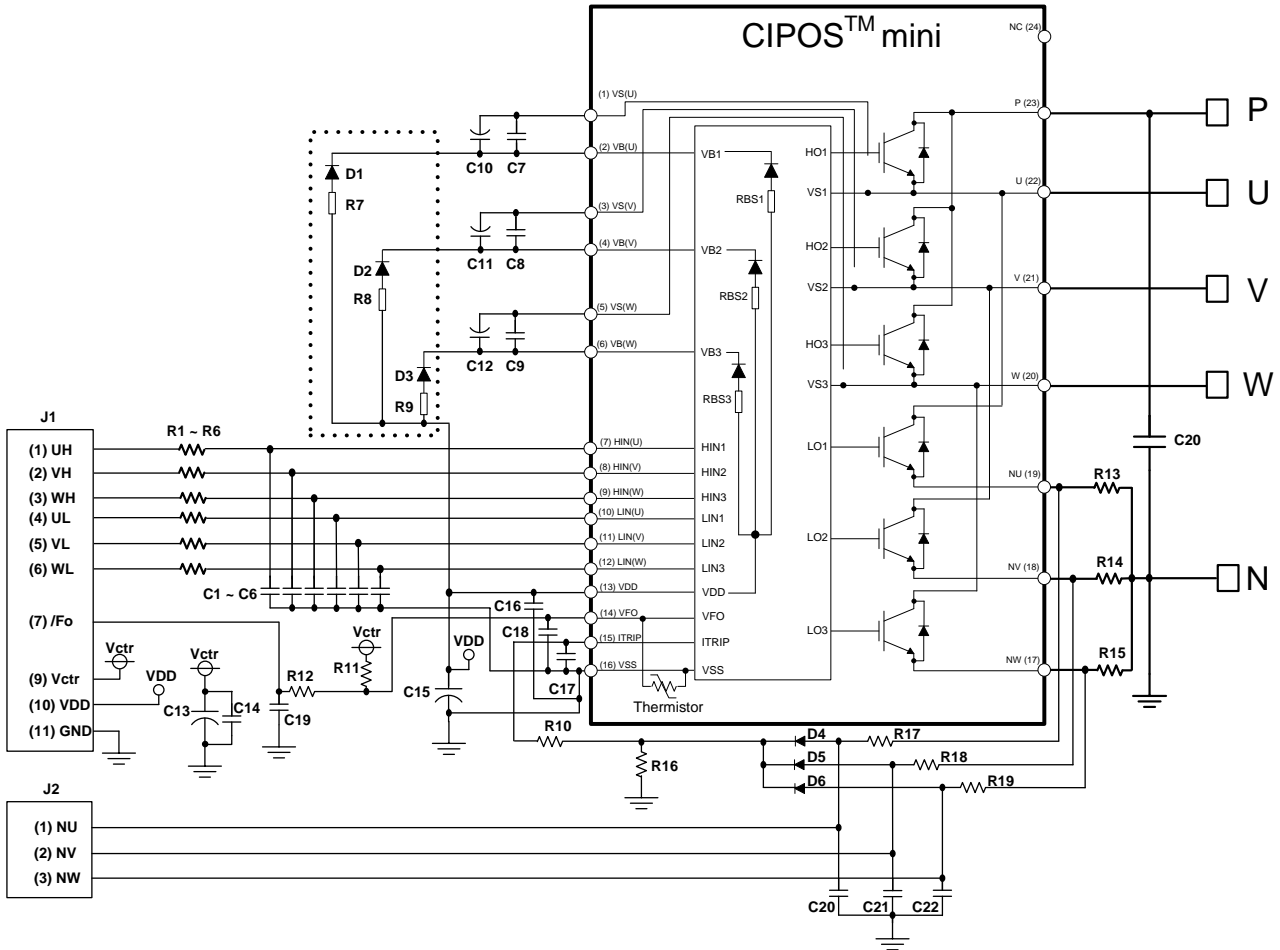 CIPOS™ mini
NC (24)
(1) VS(U)
P (23)
P
(2) VB(U)
VB1
HO1
D1
C10
C7
R7
RBS1
VS1
U (22)
U
(3) VS(V)
(4) VB(V)
VB2
HO2
C11
C8
D2
R8
RBS2
VS2
V (21)
V
(5) VS(W)
(6) VB(W)
VB3
HO3
C12
C9
D3
R9
RBS3
VS3
W (20)
W
J1
R1 ~ R6
(1) UH
(7) HIN(U)
HIN1
LO1
C20
(2) VH
(8) HIN(V)
HIN2
(3) WH
(9) HIN(W)
HIN3
NU (19)
R13
(4) UL
(10) LIN(U)
LIN1
(5) VL
(11) LIN(V)
LIN2
LO2
(6) WL
(12) LIN(W)
LIN3
NV (18)
R14
N
C1 ~ C6
(13) VDD
VDD
C16
(7) /Fo
(14) VFO
VFO
C18
LO3
(15) ITRIP
ITRIP
Vctr
Vctr
Vctr
VDD
R11
(16) VSS
VSS
C17
NW (17)
R15
(9) Vctr
VDD
R12
C15
(10) VDD
C13
C14
C19
Thermistor
(11) GND
R10
D4
R17
R16
D5
R18
D6
R19
J2
(1) NU
(2) NV
(3) NW
C20
C21
C22